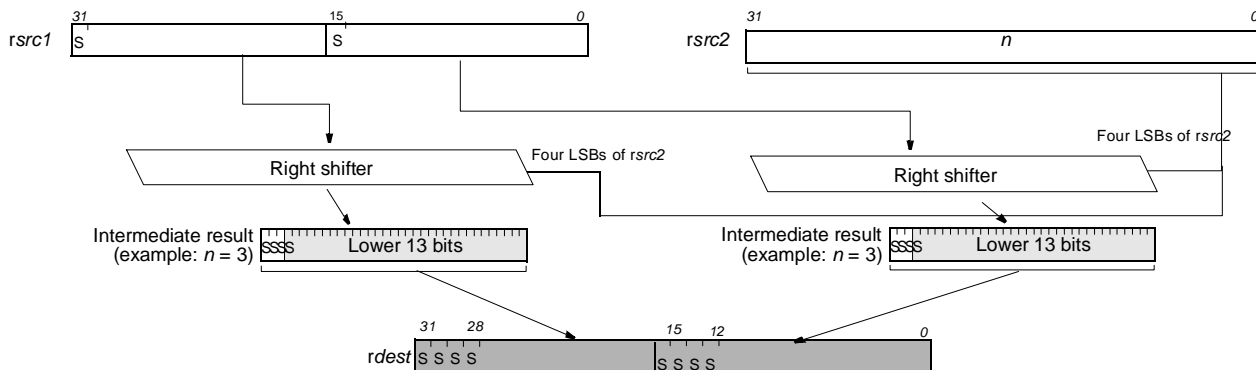 31 15 0
rsrc1 S S
31 0
rsrc2 n
Right shifter
Four LSBs of rsrc2
Right shifter
Four LSBs of rsrc2
Intermediate result
(example: n = 3)
SSSS Lower 13 bits
Intermediate result
(example: n = 3)
SSSS Lower 13 bits
31 28 15 12 0
rdest S S S S S S S S